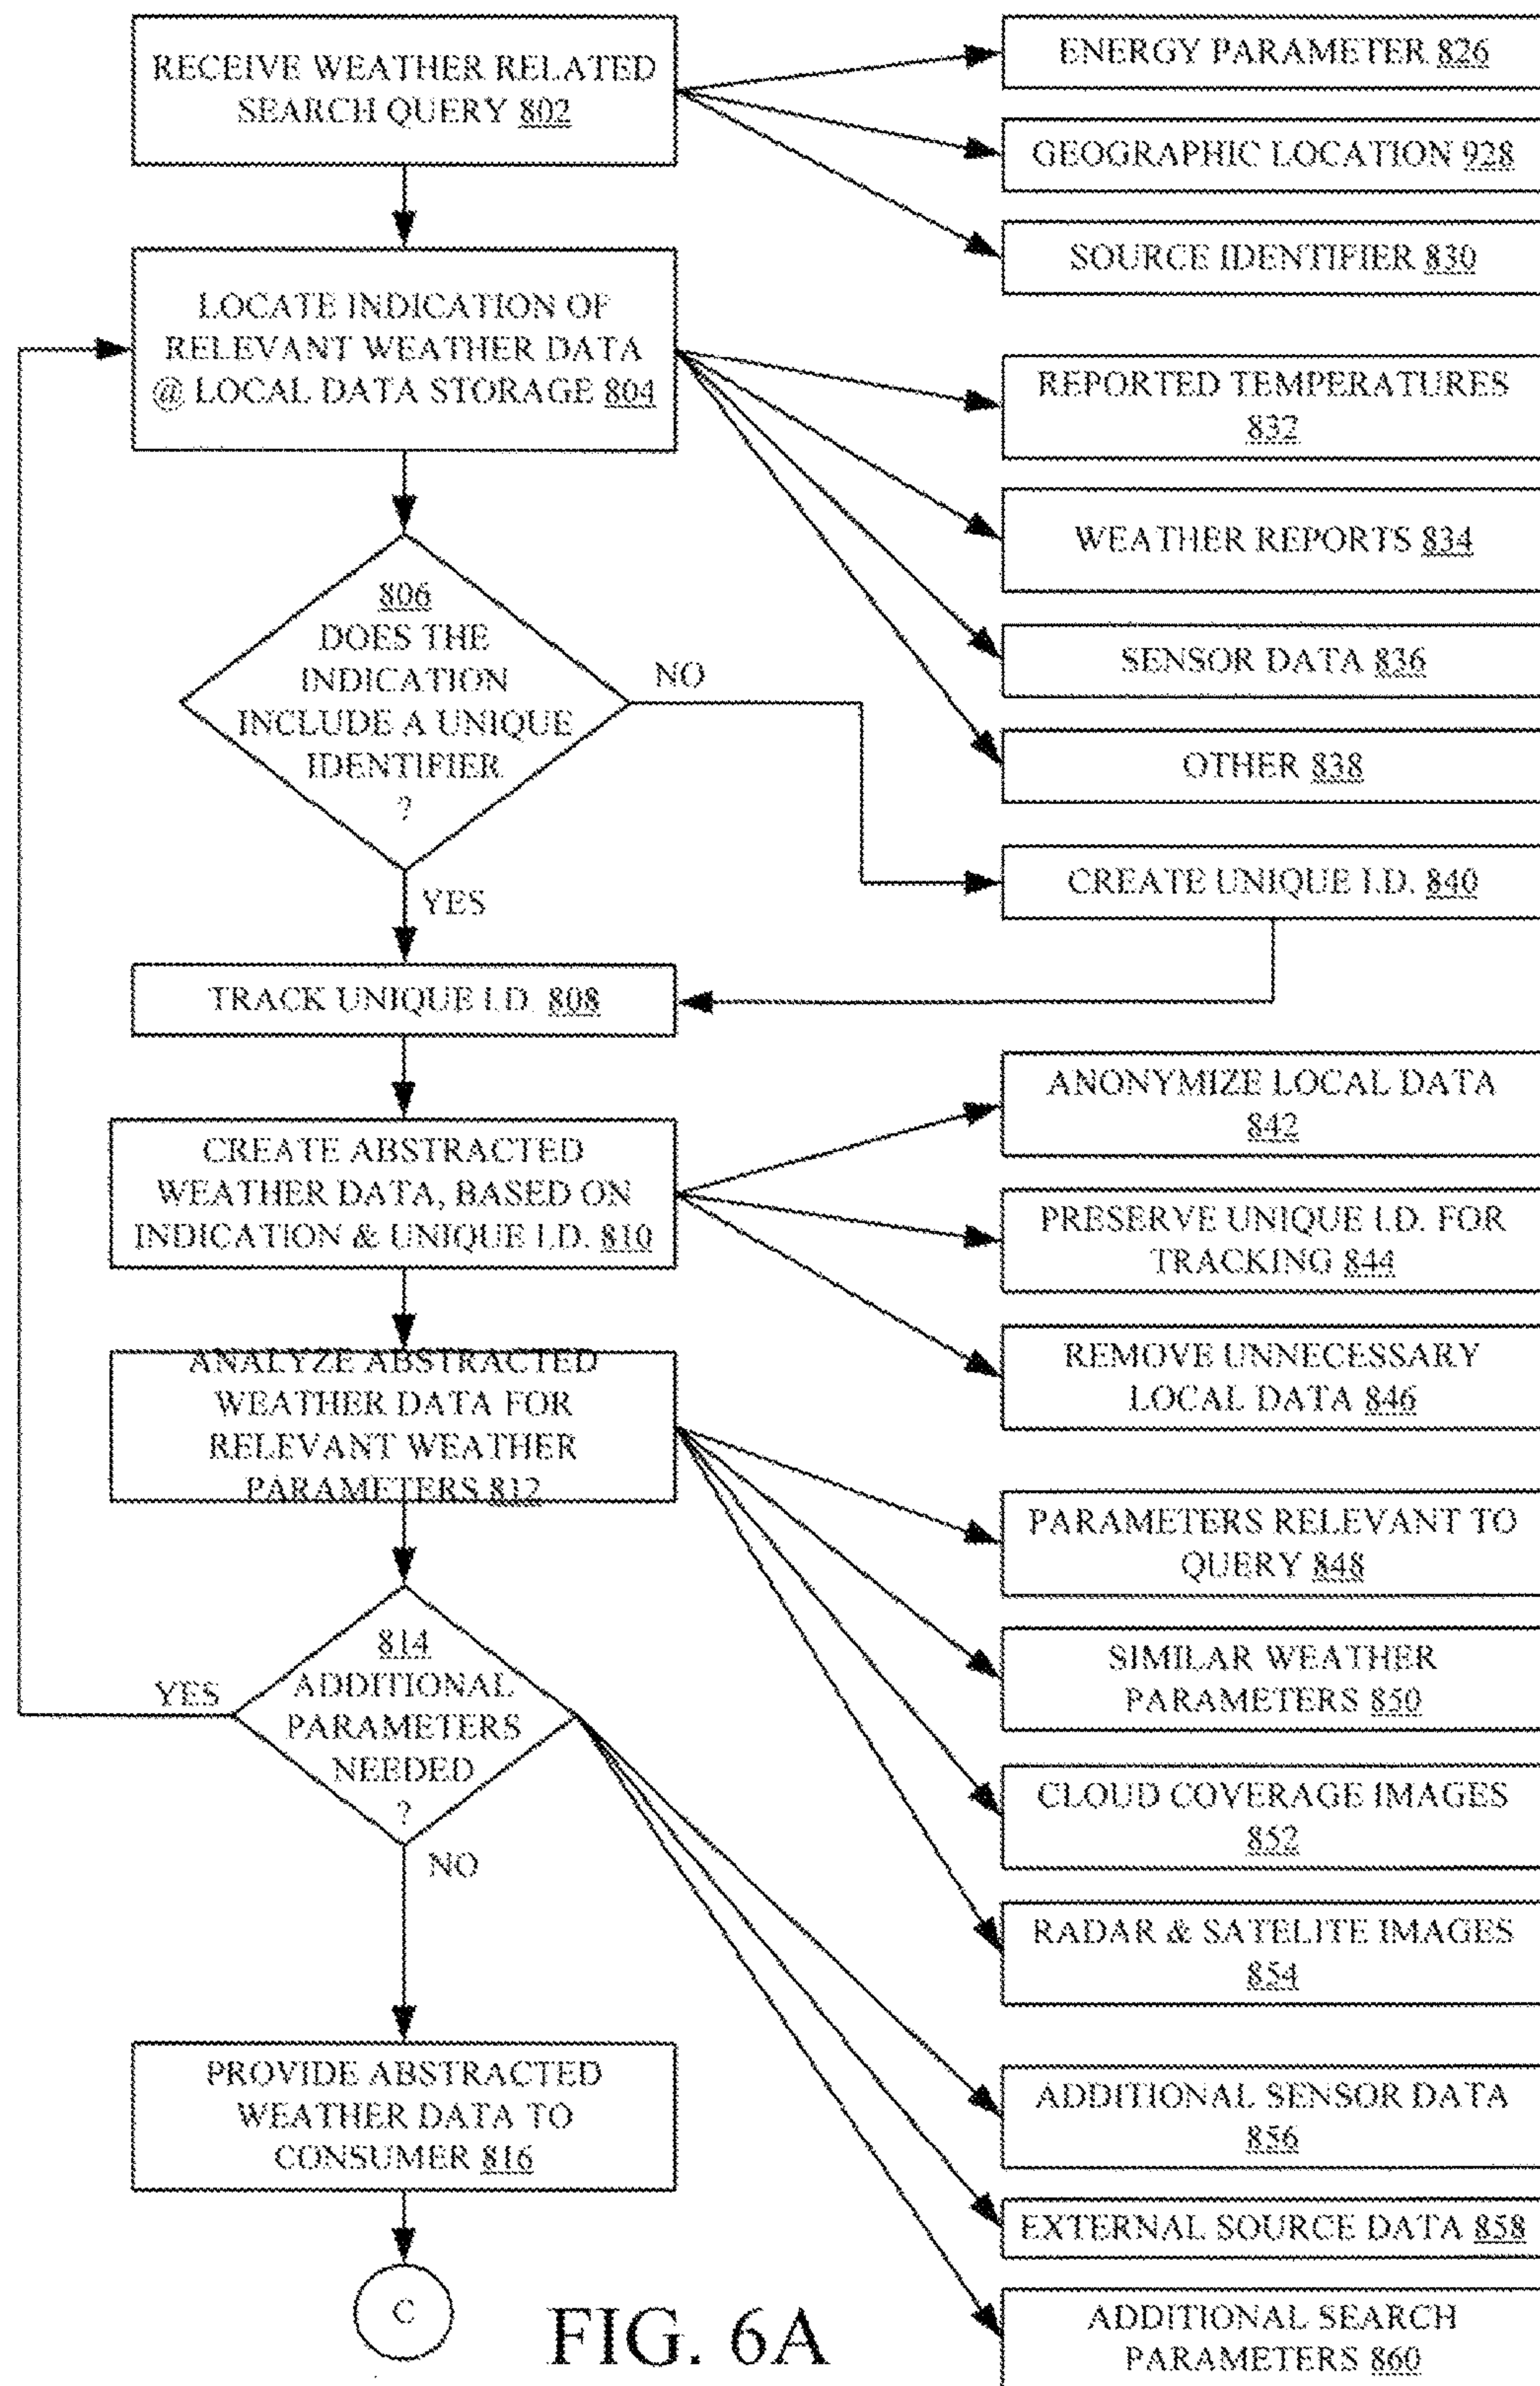 RECEIVE WEATHER RELATED
SEARCH QUERY 802
ENERGY PARAMETER 826
GEOGRAPHIC LOCATION 928
SOURCE IDENTIFIER 830
LOCATE INDICATION OF
RELEVANT WEATHER DATA
@ LOCAL DATA STORAGE 804
REPORTED TEMPERATURES
832
WEATHER REPORTS 834
SENSOR DATA 836
OTHER 838
806
DOES THE
INDICATION
INCLUDE A UNIQUE
IDENTIFIER
?
NO
YES
CREATE UNIQUE I.D. 840
TRACK UNIQUE I.D. 808
CREATE ABSTRACTED
WEATHER DATA, BASED ON
INDICATION & UNIQUE I.D. 810
ANONYMIZE LOCAL DATA
842
PRESERVE UNIQUE I.D. FOR
TRACKING 844
REMOVE UNNECESSARY
LOCAL DATA 846
ANALYZE ABSTRACTED
WEATHER DATA FOR
RELEVANT WEATHER
PARAMETERS 812
PARAMETERS RELEVANT TO
QUERY 848
SIMILAR WEATHER
PARAMETERS 850
CLOUD COVERAGE IMAGES
852
RADAR & SATELITE IMAGES
854
814
ADDITIONAL
PARAMETERS
NEEDED
?
YES
NO
ADDITIONAL SENSOR DATA
856
EXTERNAL SOURCE DATA 858
ADDITIONAL SEARCH
PARAMETERS 860
PROVIDE ABSTRACTED
WEATHER DATA TO
CONSUMER 816
C
FIG. 6A